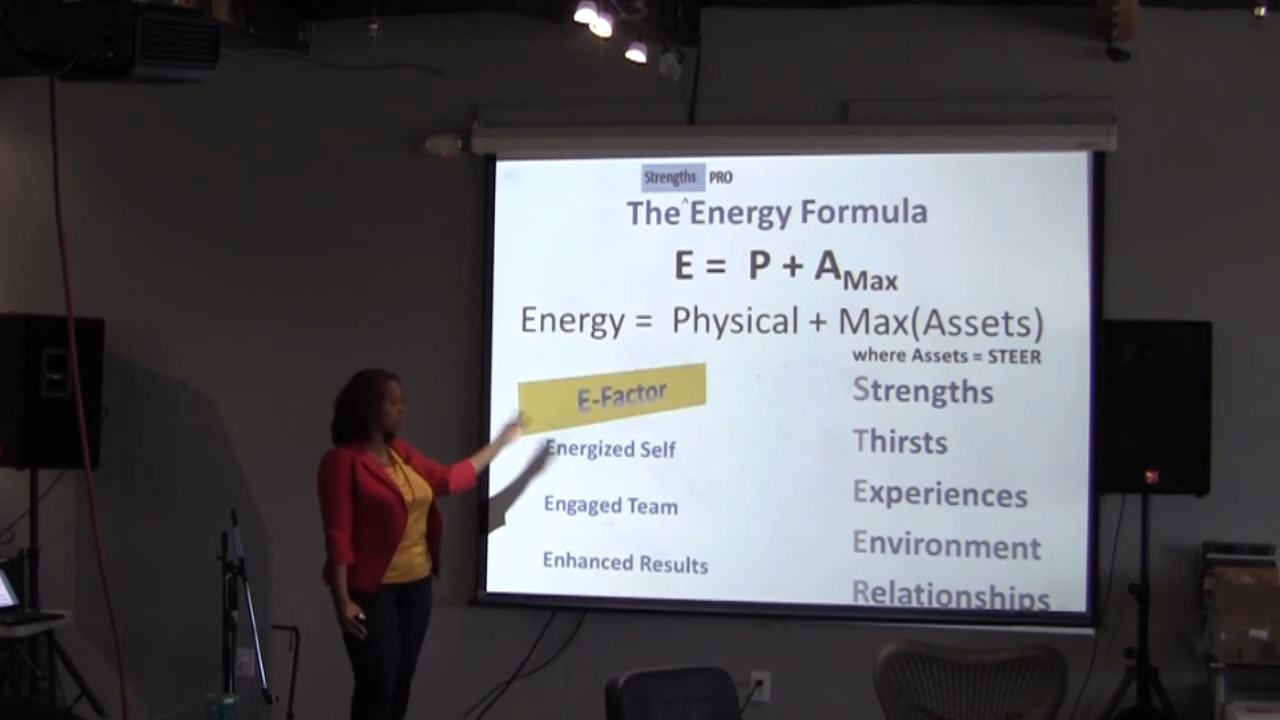 Strengths PRO
The ^ Energy Formula
E = P + AMax
Energy = Physical + Max(Assets)
where Assets = STEER
E-Factor
Energized Self
Engaged Team
Enhanced Results
Strengths
Thirsts
Experiences
Environment
Relationships